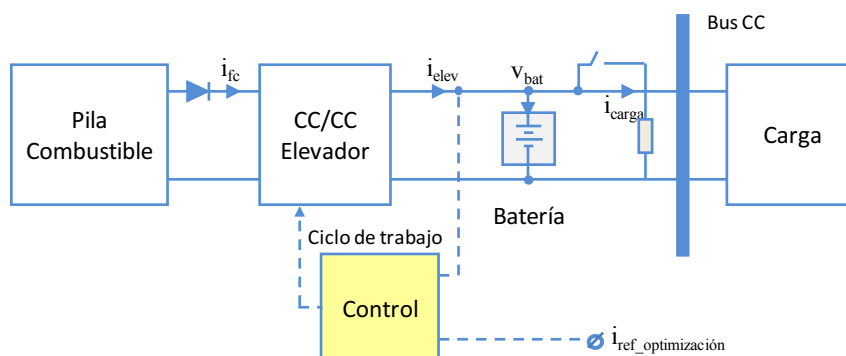 Bus CC
i_fc
i_elev
v_bat
i_carga
Pila
Combustible
CC/CC
Elevador
Carga
Batería
Ciclo de trabajo
Control
i_ref_optimización